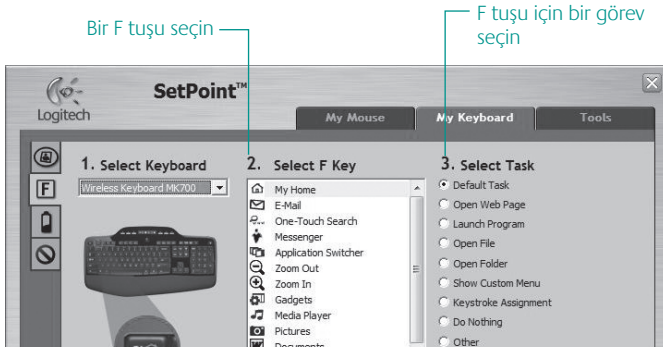 Bir F tuşu seçin
F tuşu için bir görev
seçin
Logitech
SetPoint™
My Mouse
My Keyboard
Tools
1. Select Keyboard
Wireless Keyboard MK700
2. Select F Key
My Home
E-Mail
One-Touch Search
Messenger
Application Switcher
Zoom Out
Zoom In
Gadgets
Media Player
Pictures
Documents
3. Select Task
Default Task
Open Web Page
Launch Program
Open File
Open Folder
Show Custom Menu
Keystroke Assignment
Do Nothing
Other